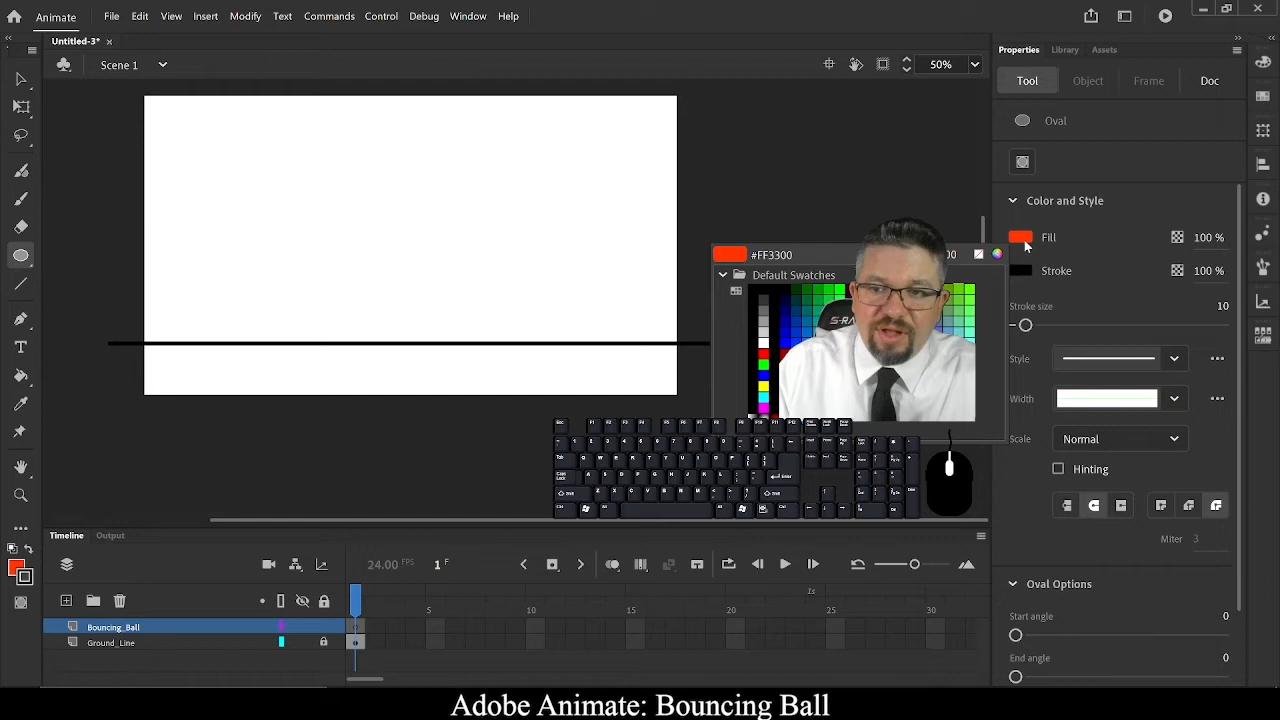 Animate File Edit View Insert Modify Text Commands Control Debug Window Help
Untitled-3*
Scene 1
50%
Properties Library Assets
Tool Object Frame Doc
Oval
Color and Style
Fill 100 %
#FF3300
Default Swatches
Stroke 100 %
Stroke size 10
Style
Width
Scale Normal
Hinting
Miter 3
Oval Options
Start angle 0
End angle 0
Timeline Output
24.00 FPS 1 F
1s
5 10 15 20 25 30
Bouncing_Ball
Ground_Line
Adobe Animate: Bouncing Ball